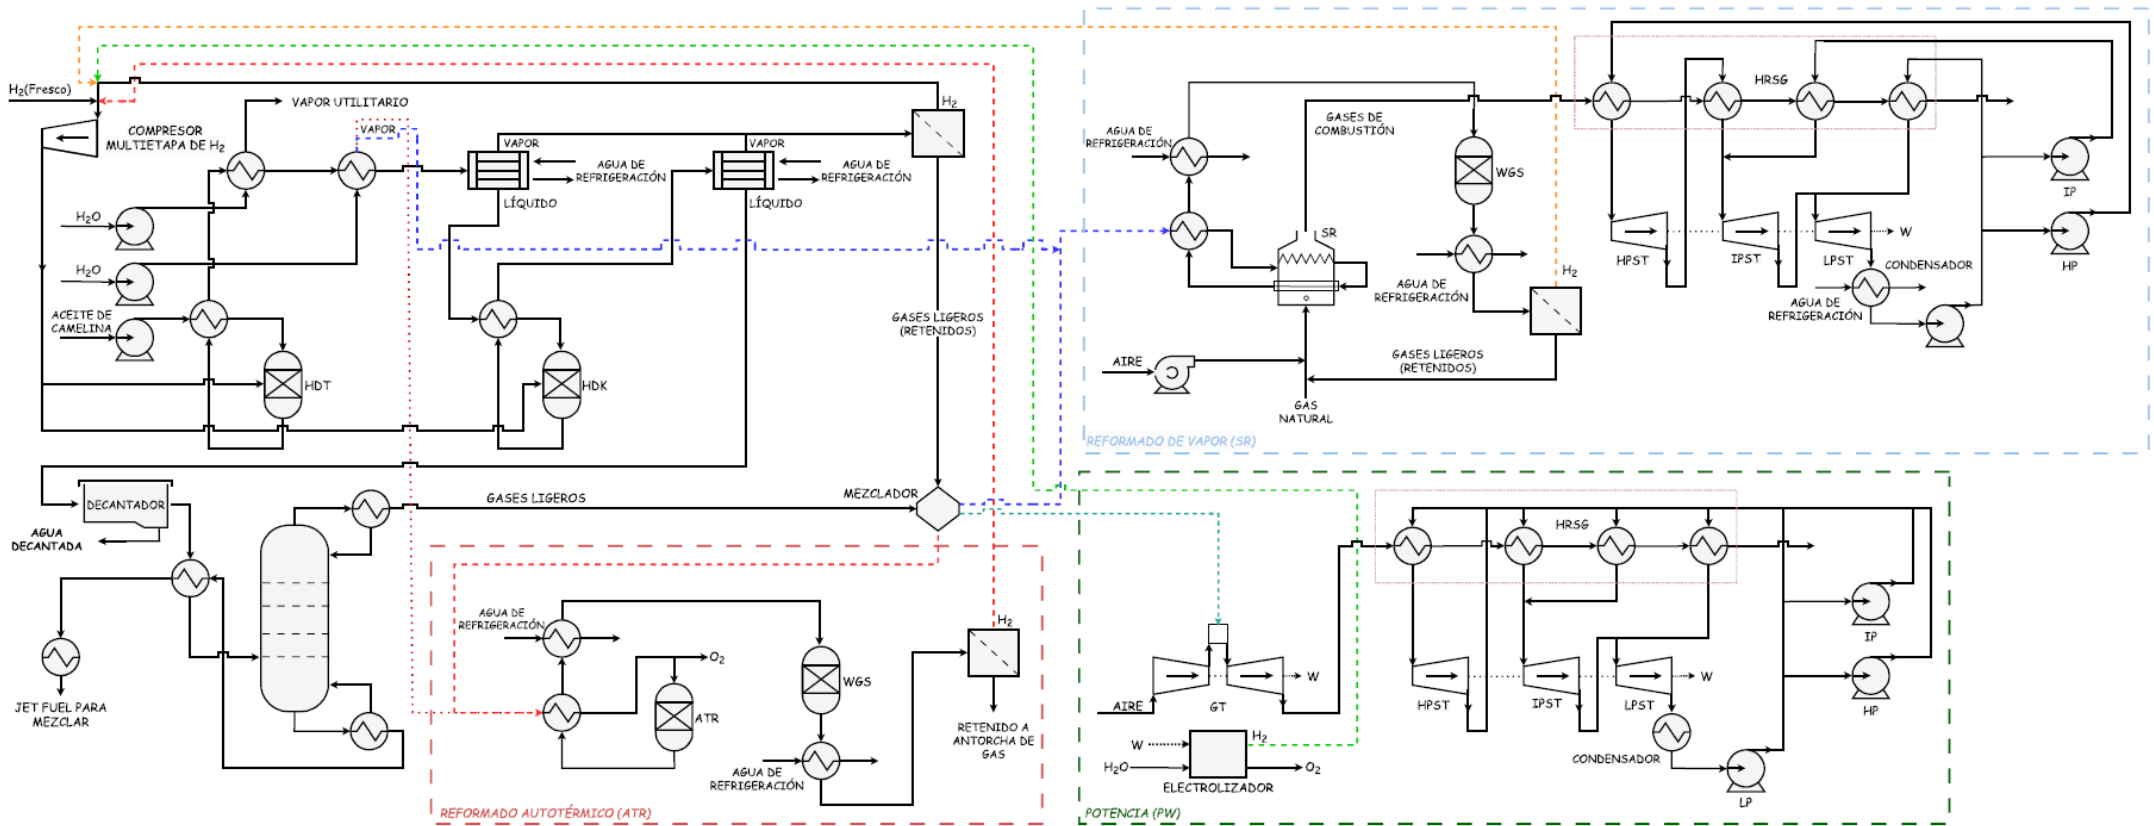 H₂(Fresco)
VAPOR UTILITARIO
COMPRESOR
MULTIETAPA DE H₂
VAPOR
VAPOR
AGUA DE
REFRIGERACIÓN
LÍQUIDO
VAPOR
AGUA DE
REFRIGERACIÓN
LÍQUIDO
H₂
H₂O
H₂O
ACEITE DE
CAMELINA
HDT
HDK
GASES LIGEROS
(RETENIDOS)
DECANTADOR
AGUA
DECANTADA
GASES LIGEROS
MEZCLADOR
JET FUEL PARA
MEZCLAR
AGUA DE
REFRIGERACIÓN
GASES DE
COMBUSTIÓN
WGS
SR
AGUA DE
REFRIGERACIÓN
H₂
AIRE
GASES LIGEROS
(RETENIDOS)
GAS
NATURAL
HRSG
IP
W
HPST
IPST
LPST
CONDENSADOR
HP
AGUA DE
REFRIGERACIÓN
REFORMADO DE VAPOR (SR)
AGUA DE
REFRIGERACIÓN
O₂
ATR
WGS
AGUA DE
REFRIGERACIÓN
H₂
RETENIDO A
ANTORCHA DE
GAS
REFORMADO AUTOTÉRMICO (ATR)
HRSG
IP
AIRE
GT
W
HPST
IPST
LPST
W
HP
W
H₂O
H₂
O₂
ELECTROLIZADOR
CONDENSADOR
LP
POTENCIA (PW)